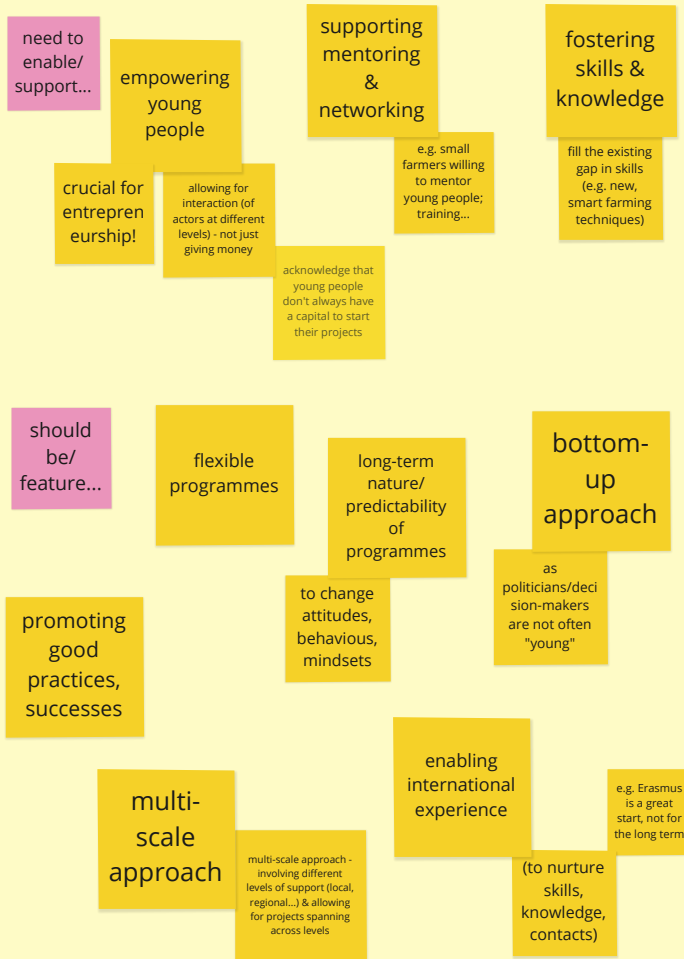 need to
enable/
support...
empowering
young
people
crucial for
entrepren
eurship!
allowing for
interaction (of
actors at different
levels) - not just
giving money
acknowledge that
young people
don't always have
a capital to start
their projects
supporting
mentoring
&
networking
e.g. small
farmers willing
to mentor
young people;
training...
fostering
skills &
knowledge
fill the existing
gap in skills
(e.g. new,
smart farming
techniques)
should
be/
feature...
flexible
programmes
long-term
nature/
predictability
of
programmes
to change
attitudes,
behavious,
mindsets
bottom-
up
approach
as
politicians/deci
sion-makers
are not often
"young"
promoting
good
practices,
successes
multi-
scale
approach
multi-scale approach -
involving different
levels of support (local,
regional...) & allowing
for projects spanning
across levels
enabling
international
experience
(to nurture
skills,
knowledge,
contacts)
e.g. Erasmus
is a great
start, not for
the long term